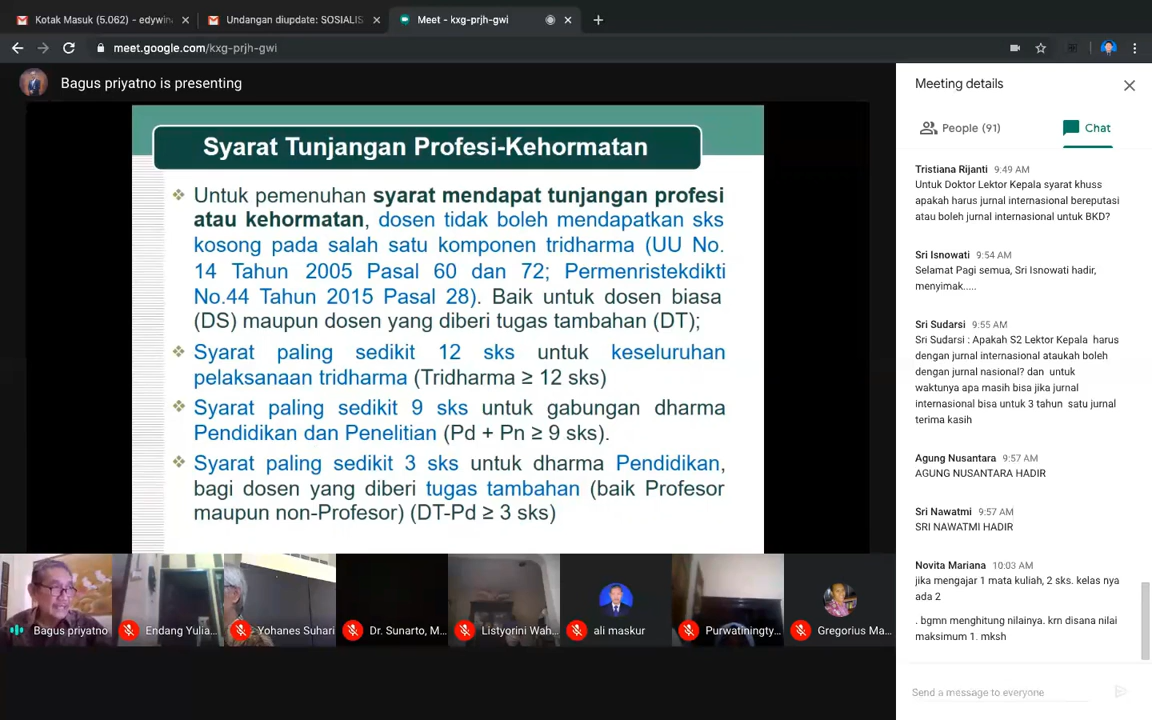 Kotak Masuk (5.062) - edywin
Undangan diupdate: SOSIALIS
Meet - kxg-prjh-gwi
meet.google.com/kxg-prjh-gwi
Bagus priyatno is presenting
Syarat Tunjangan Profesi-Kehormatan
Untuk pemenuhan syarat mendapat tunjangan profesi
atau kehormatan, dosen tidak boleh mendapatkan sks
kosong pada salah satu komponen tridharma (UU No.
14 Tahun 2005 Pasal 60 dan 72; Permenristekdikti
No.44 Tahun 2015 Pasal 28). Baik untuk dosen biasa
(DS) maupun dosen yang diberi tugas tambahan (DT);
Syarat paling sedikit 12 sks untuk keseluruhan
pelaksanaan tridharma (Tridharma ≥ 12 sks)
Syarat paling sedikit 9 sks untuk gabungan dharma
Pendidikan dan Penelitian (Pd + Pn ≥ 9 sks).
Syarat paling sedikit 3 sks untuk dharma Pendidikan,
bagi dosen yang diberi tugas tambahan (baik Profesor
maupun non-Profesor) (DT-Pd ≥ 3 sks)
Bagus priyatno
Endang Yulia...
Yohanes Suhari
Dr. Sunarto, M...
Listyorini Wah...
ali maskur
Purwatiningty...
Gregorius Ma...
Meeting details
People (91)
Chat
Tristiana Rijanti 9:49 AM
Untuk Doktor Lektor Kepala syarat khuss
apakah harus jurnal internasional bereputasi
atau boleh jurnal internasional untuk BKD?
Sri Isnowati 9:54 AM
Selamat Pagi semua, Sri Isnowati hadir,
menyimak.....
Sri Sudarsi 9:55 AM
Sri Sudarsi : Apakah S2 Lektor Kepala harus
dengan jurnal internasional ataukah boleh
dengan jurnal nasional? dan untuk
waktunya apa masih bisa jika jurnal
internasional bisa untuk 3 tahun satu jurnal
terima kasih
Agung Nusantara 9:57 AM
AGUNG NUSANTARA HADIR
Sri Nawatmi 9:57 AM
SRI NAWATMI HADIR
Novita Mariana 10:03 AM
jika mengajar 1 mata kuliah, 2 sks. kelas nya
ada 2
. bgmn menghitung nilainya. krn disana nilai
maksimum 1. mksh
Send a message to everyone